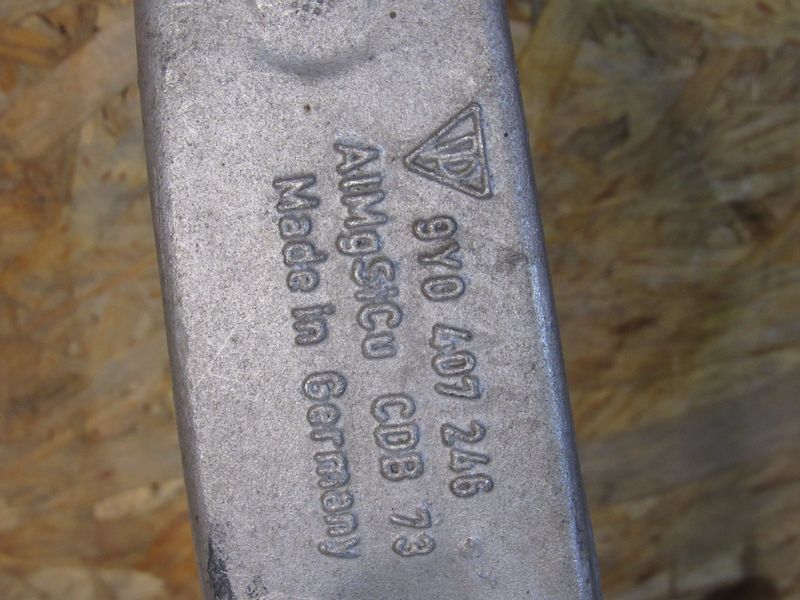 9Y0 407 246
AlMgSiCu CDB 73
Made in Germany